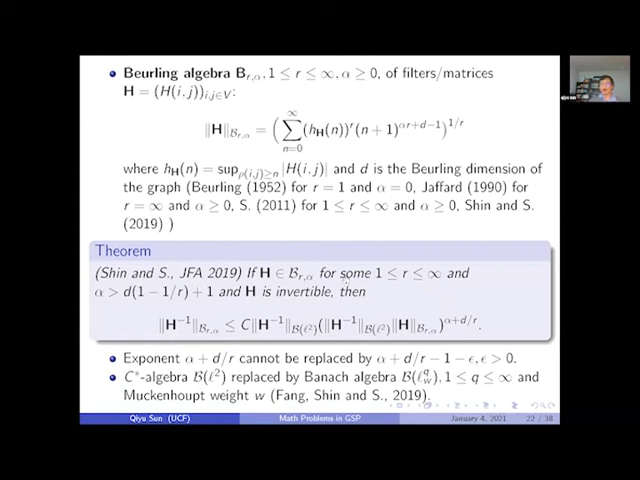 Beurling algebra B_{r,α}, 1 ≤ r ≤ ∞, α ≥ 0, of filters/matrices
H = (H(i,j))_{i,j∈V}:
‖H‖_{B_{r,α}} = ( ∑_{n=0}^{∞} (h_H(n))^r (n+1)^{αr+d−1} )^{1/r}
where h_H(n) = sup_{ρ(i,j)≥n} |H(i,j)| and d is the Beurling dimension of
the graph (Beurling (1952) for r = 1 and α = 0, Jaffard (1990) for
r = ∞ and α ≥ 0, S. (2011) for 1 ≤ r ≤ ∞ and α ≥ 0, Shin and S.
(2019) )
Theorem
(Shin and S., JFA 2019) If H ∈ B_{r,α} for some 1 ≤ r ≤ ∞ and
α > d(1 − 1/r) + 1 and H is invertible, then
‖H^{−1}‖_{B_{r,α}} ≤ C‖H^{−1}‖_{B(ℓ²)}(‖H^{−1}‖_{B(ℓ²)}‖H‖_{B_{r,α}})^{α+d/r}.
Exponent α + d/r cannot be replaced by α + d/r − 1 − ϵ, ϵ > 0.
C*-algebra B(ℓ²) replaced by Banach algebra B(ℓ^q_w), 1 ≤ q ≤ ∞ and
Muckenhoupt weight w (Fang, Shin and S., 2019).
Qiyu Sun (UCF) Math Problems in GSP January 4, 2021 22 / 38
qiyu sun